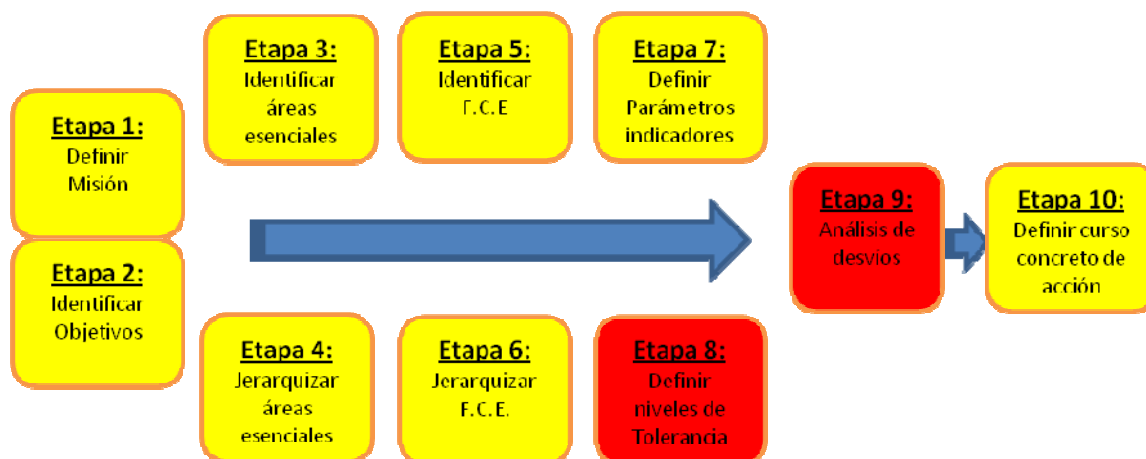 Etapa 1:
Definir
Misión
Etapa 2:
Identificar
Objetivos
Etapa 3:
Identificar
áreas
esenciales
Etapa 4:
Jerarquizar
áreas
esenciales
Etapa 5:
Identificar
F.C.E
Etapa 6:
Jerarquizar
F.C.E.
Etapa 7:
Definir
Parámetros
indicadores
Etapa 8:
Definir
niveles de
Tolerancia
Etapa 9:
Análisis de
desvíos
Etapa 10:
Definir curso
concreto de
acción